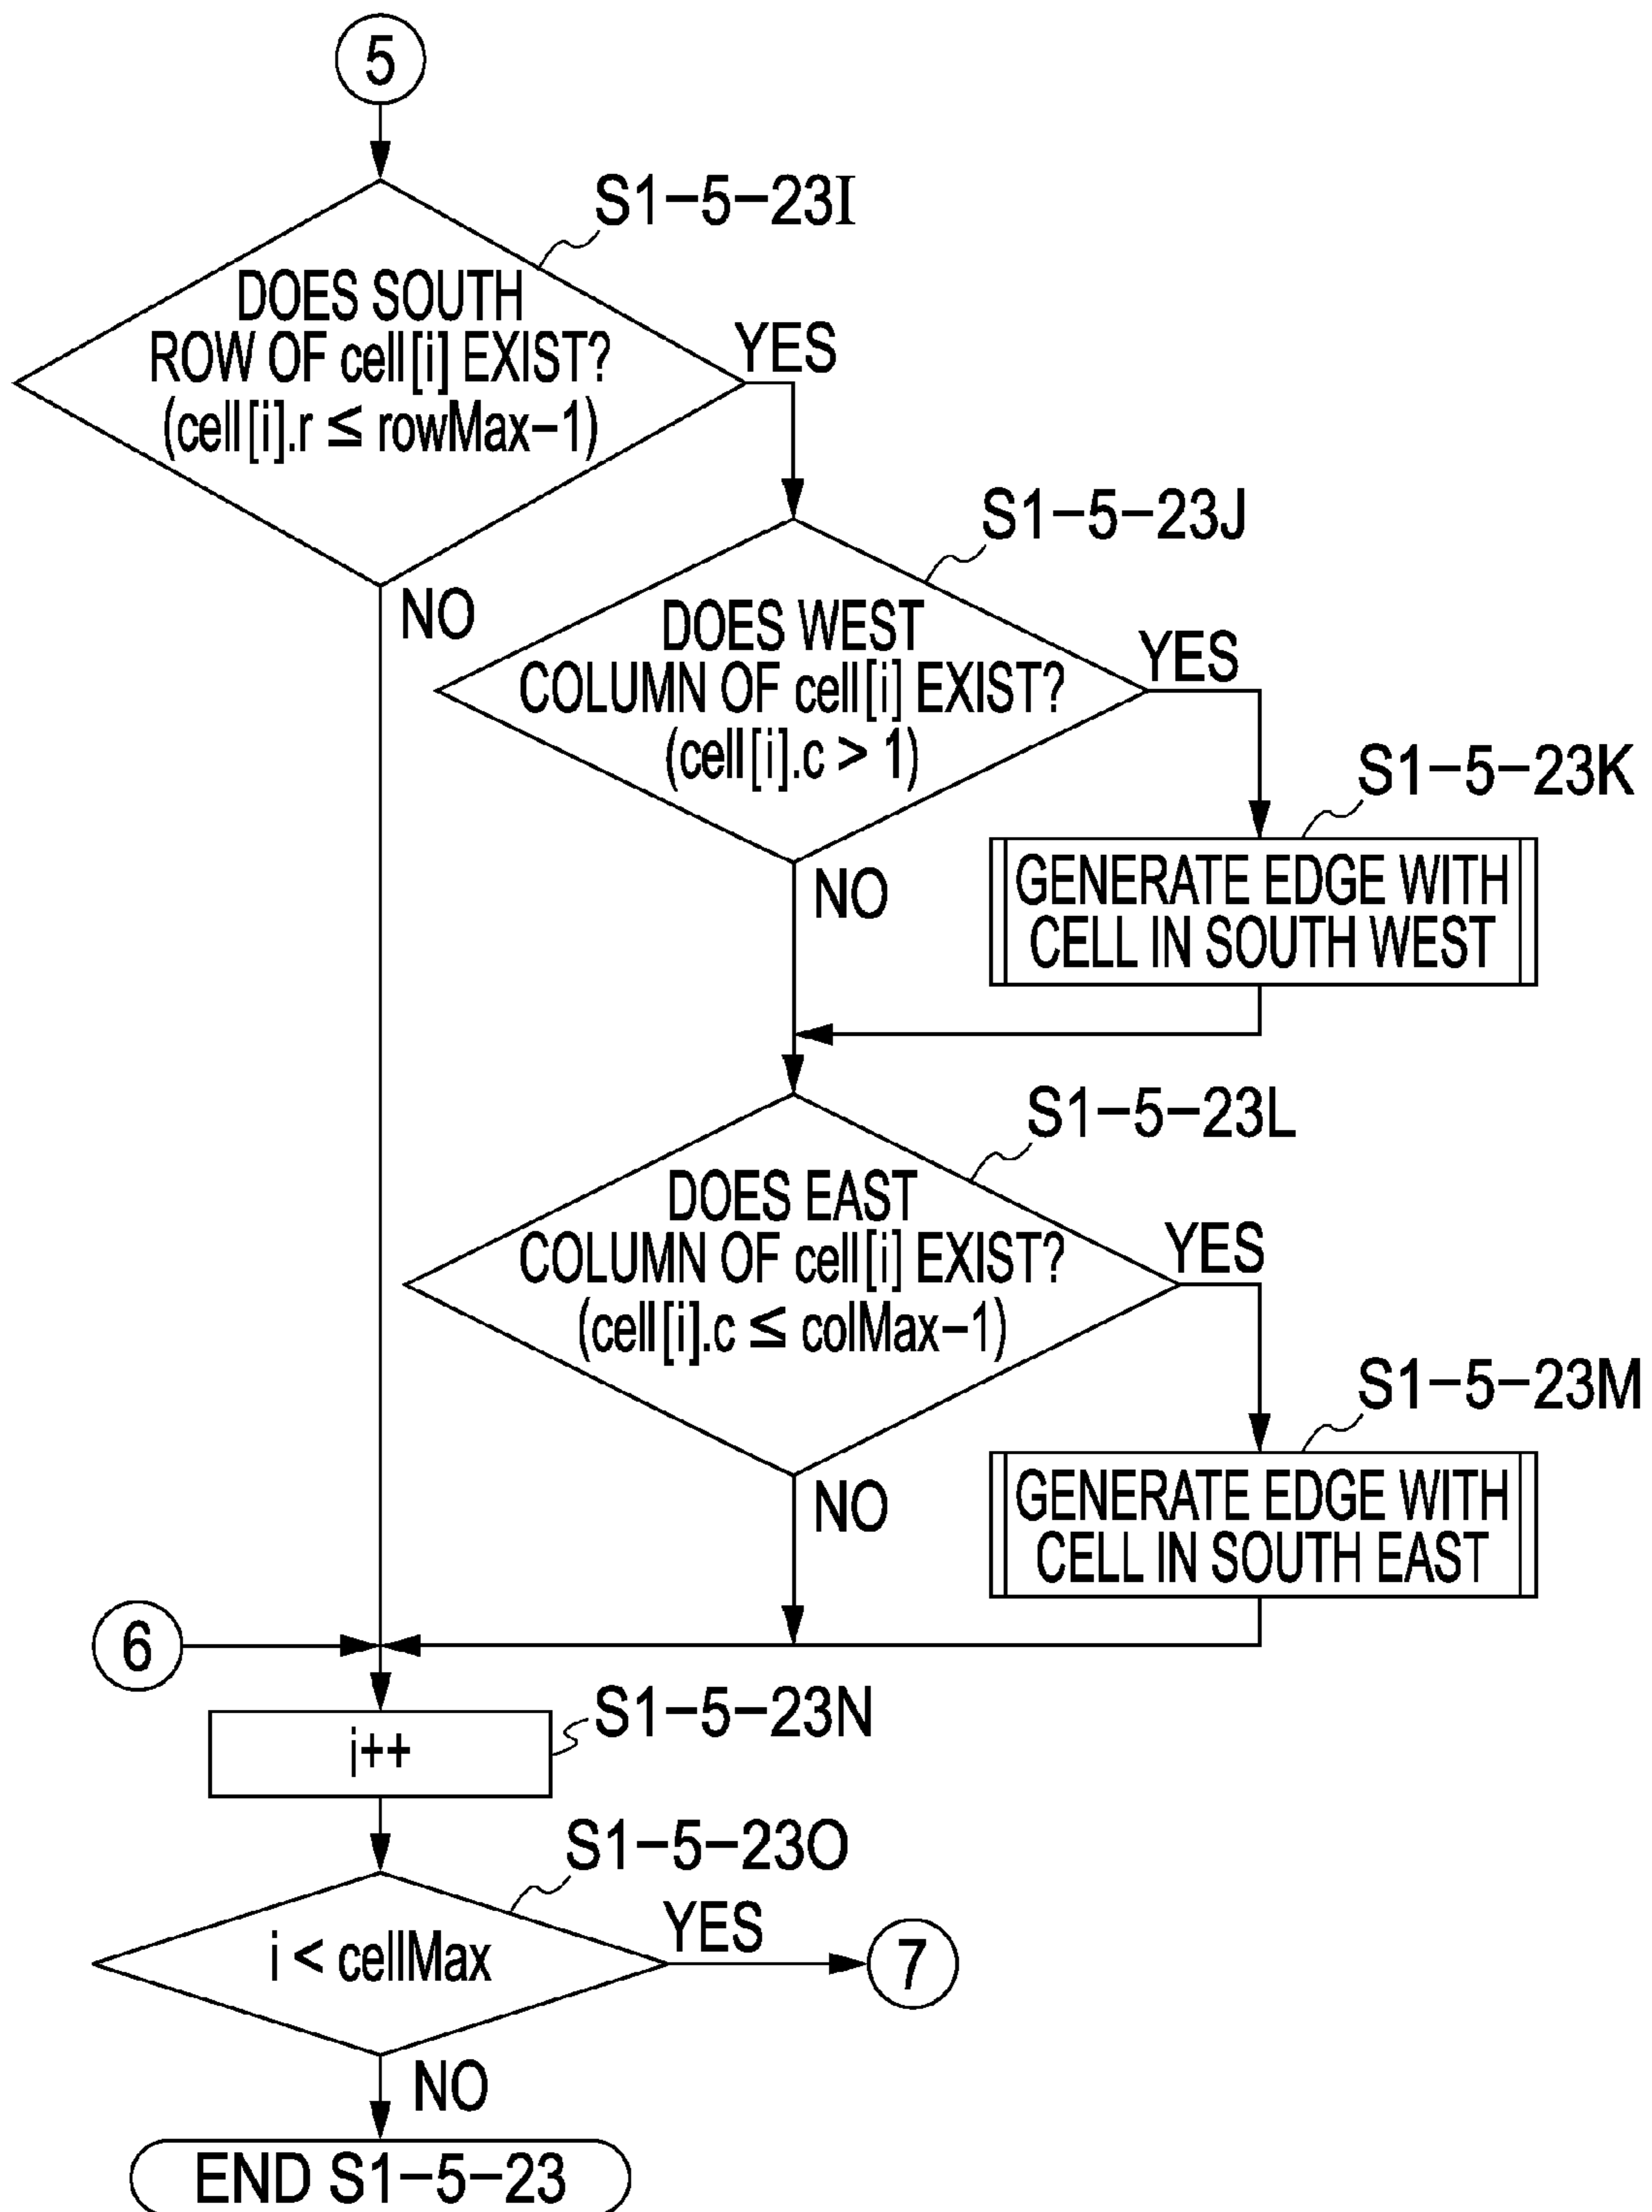 5
S1-5-23I
DOES SOUTH
ROW OF cell[i] EXIST?
(cell[i].r ≤ rowMax-1)
YES
NO
S1-5-23J
DOES WEST
COLUMN OF cell[i] EXIST?
(cell[i].c > 1)
YES
NO
S1-5-23K
GENERATE EDGE WITH
CELL IN SOUTH WEST
S1-5-23L
DOES EAST
COLUMN OF cell[i] EXIST?
(cell[i].c ≤ colMax-1)
YES
NO
S1-5-23M
GENERATE EDGE WITH
CELL IN SOUTH EAST
6
S1-5-23N
i++
S1-5-23O
i < cellMax
YES
7
NO
END S1-5-23